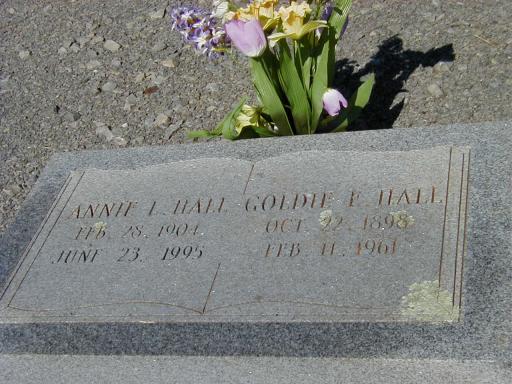 ANNIE L. HALL
FEB. 28, 1904
JUNE 23, 1995
GOLDIE F. HALL
OCT. 22, 1898
FEB. 11, 1961